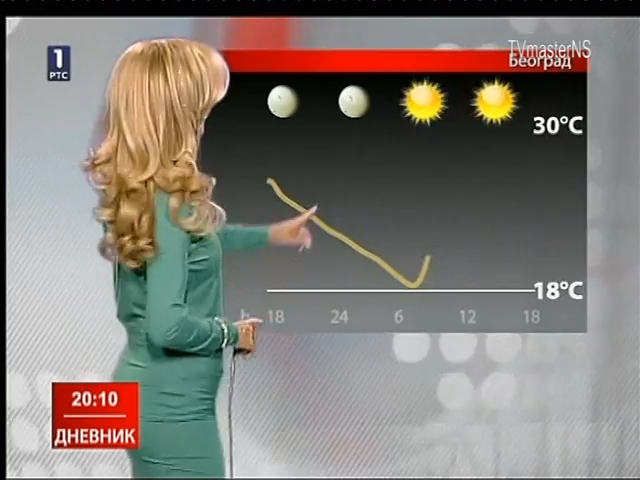 TVmasterNS
1
РТС
Београд
30°C
18°C
h 18 24 6 12 18
20:10
ДНЕВНИК